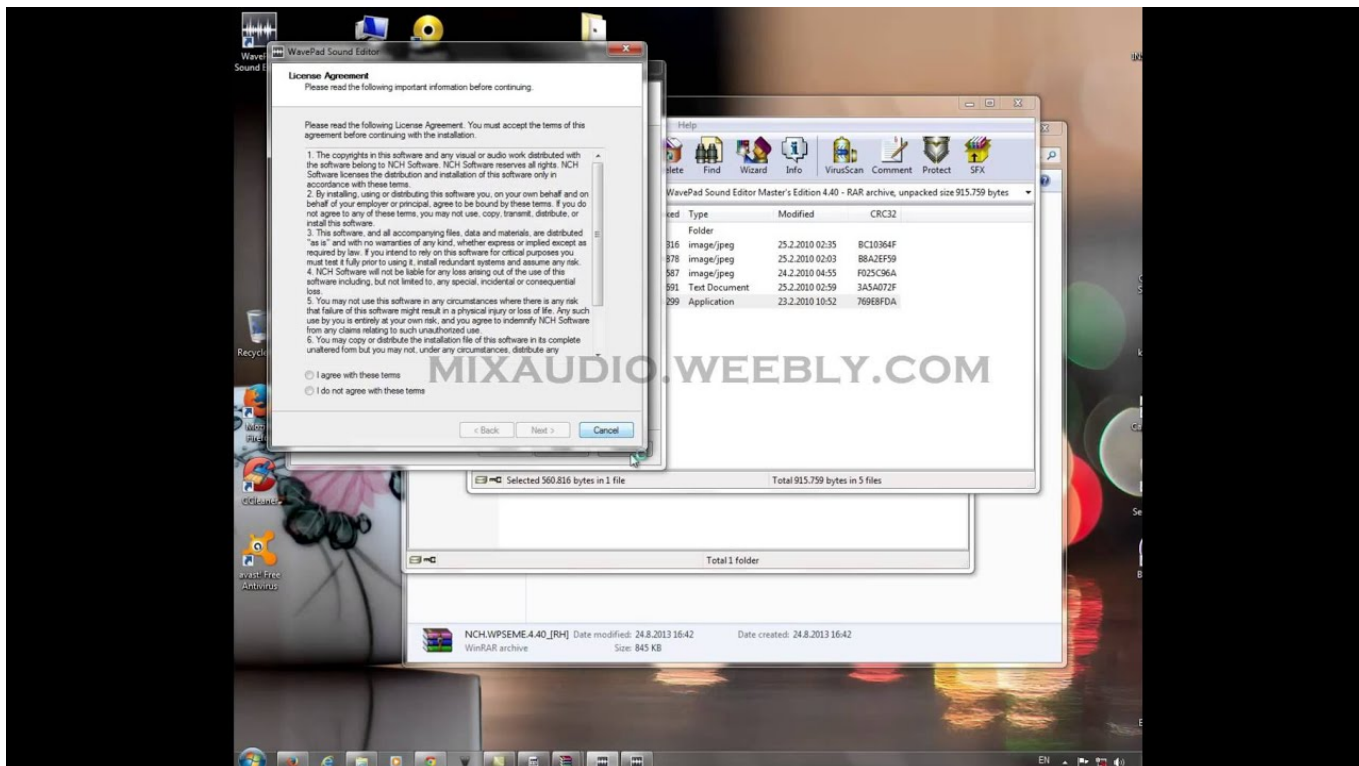 WavePad Sound Editor
License Agreement
Please read the following important information before continuing.
Please read the following License Agreement. You must accept the terms of this
agreement before continuing with the installation.
1. The copyrights in this software and any visual or audio work distributed with
the software belong to NCH Software. NCH Software reserves all rights. NCH
Software licenses the distribution and installation of this software only in
accordance with these terms.
2. By installing, using or distributing this software you, on your own behalf and on
behalf of your employer or principal, agree to be bound by these terms. If you do
not agree to any of these terms, you may not use, copy, transmit, distribute, or
install this software.
3. This software, and all accompanying files, data and materials, are distributed
"as is" and with no warranties of any kind, whether express or implied except as
required by law. If you intend to rely on this software for critical purposes you
must test it fully prior to using it, install redundant systems and assume any risk.
4. NCH Software will not be liable for any loss arising out of the use of this
software including, but not limited to, any special, incidental or consequential
loss.
5. You may not use this software in any circumstances where there is any risk
that failure of this software might result in a physical injury or loss of life. Any such
use by you is entirely at your own risk, and you agree to indemnify NCH Software
from any claims relating to such unauthorized use.
6. You may copy or distribute the installation file of this software in its complete
unaltered form but you may not, under any circumstances, distribute any
I agree with these terms
I do not agree with these terms
< Back Next > Cancel
Help
elete Find Wizard Info VirusScan Comment Protect SFX
WavePad Sound Editor Master's Edition 4.40 - RAR archive, unpacked size 915.759 bytes
ked Type Modified CRC32
Folder
316 image/jpeg 25.2.2010 02:35 BC10364F
878 image/jpeg 25.2.2010 02:03 B8A2EF59
587 image/jpeg 24.2.2010 04:55 F025C96A
691 Text Document 25.2.2010 02:59 3A5A072F
299 Application 23.2.2010 10:52 769E8FDA
MIXAUDIO.WEEBLY.COM
Selected 560.816 bytes in 1 file Total 915.759 bytes in 5 files
Total 1 folder
NCH.WPSEME.4.40_[RH] Date modified: 24.8.2013 16:42 Date created: 24.8.2013 16:42
WinRAR archive Size: 845 KB
Recycle
CCleaner
avast! Free
Antivirus
EN